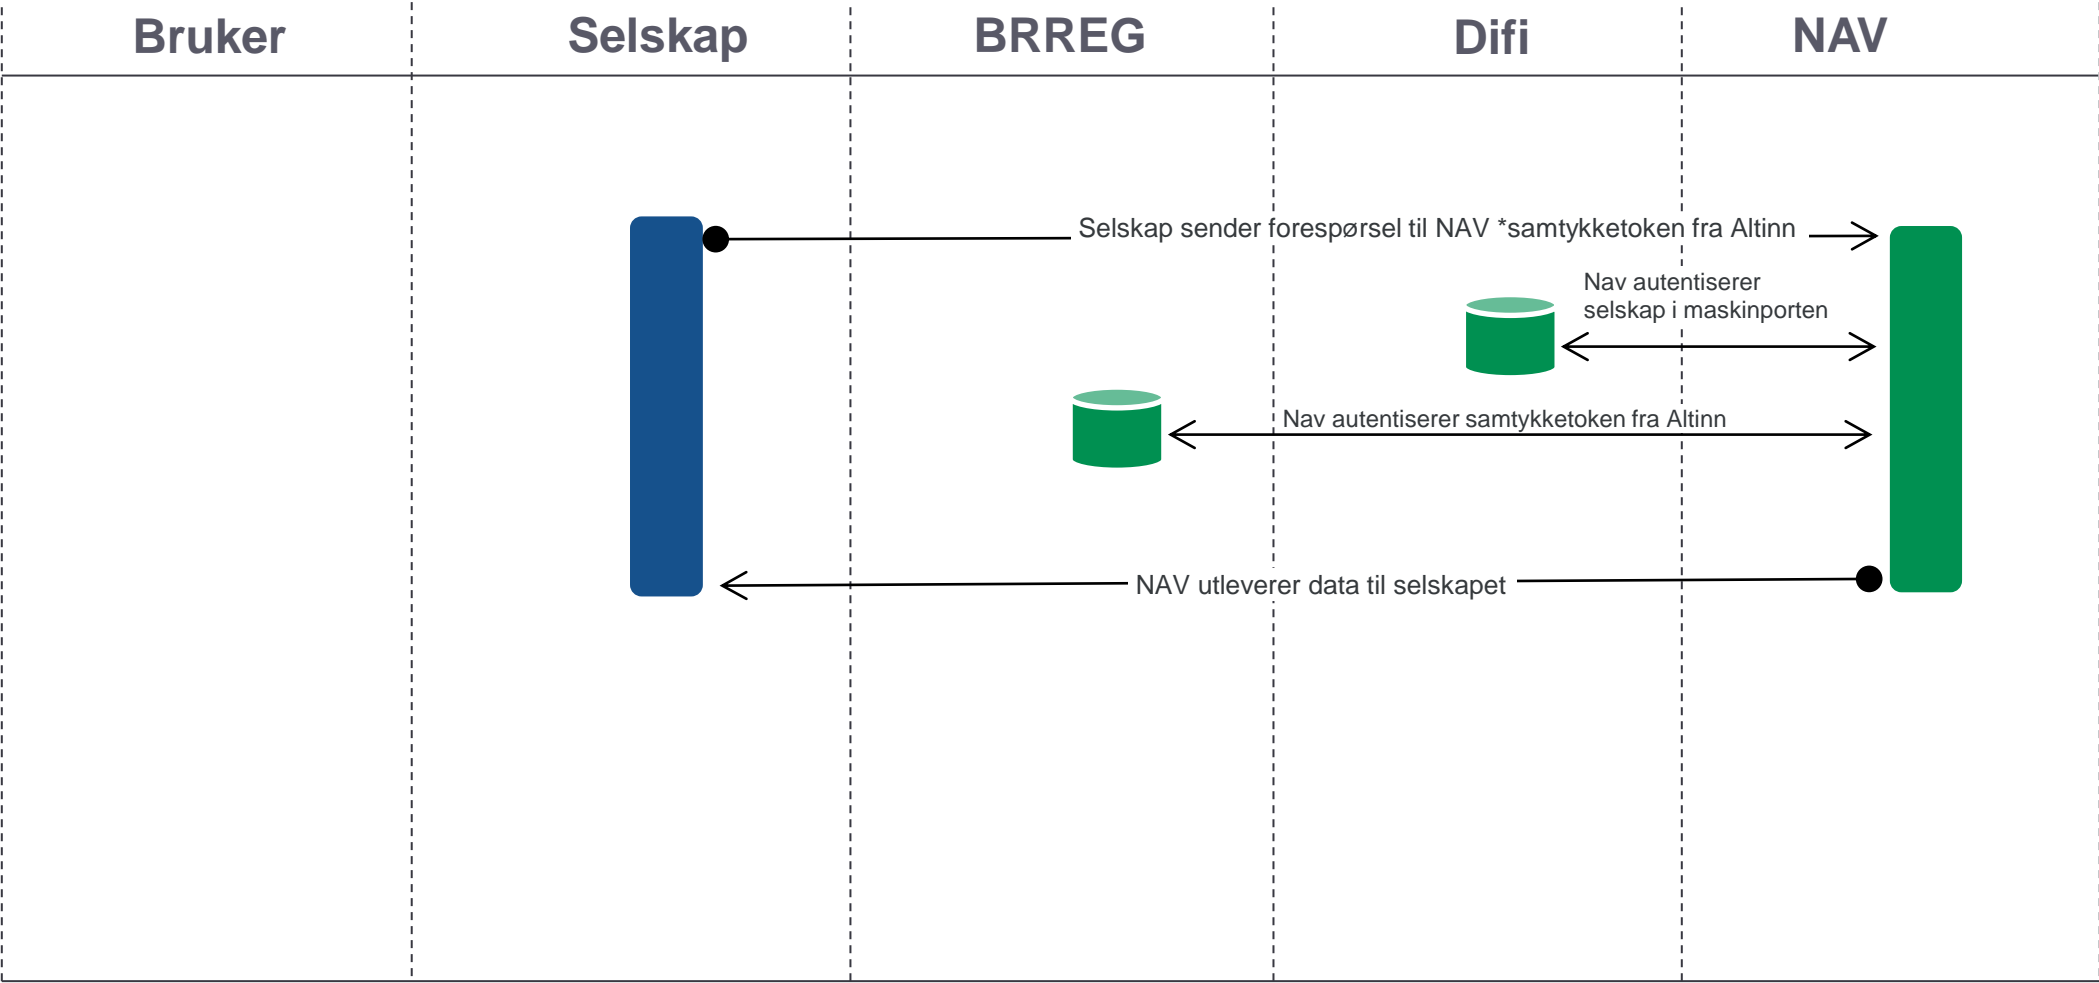 Bruker
Selskap
BRREG
Difi
NAV
Selskap sender forespørsel til NAV *samtykketoken fra Altinn
Nav autentiserer
selskap i maskinporten
Nav autentiserer samtykketoken fra Altinn
NAV utleverer data til selskapet